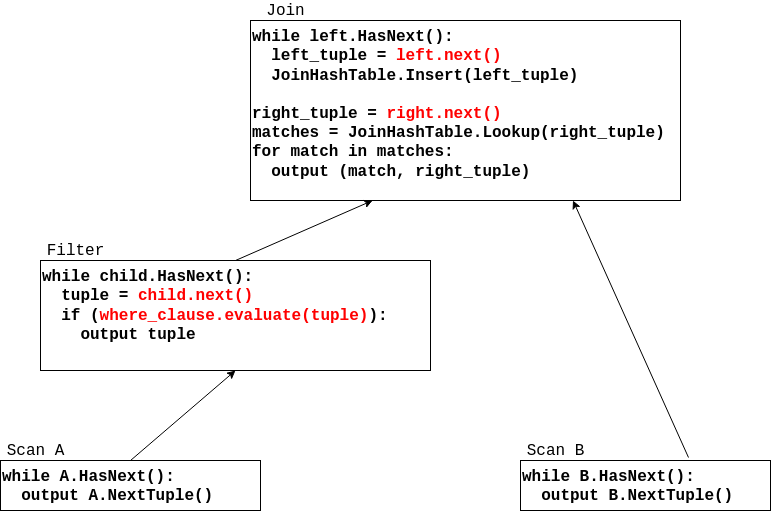 Join
while left.HasNext():
  left_tuple = left.next()
  JoinHashTable.Insert(left_tuple)
right_tuple = right.next()
matches = JoinHashTable.Lookup(right_tuple)
for match in matches:
  output (match, right_tuple)
Filter
while child.HasNext():
  tuple = child.next()
  if (where_clause.evaluate(tuple)):
    output tuple
Scan A
while A.HasNext():
  output A.NextTuple()
Scan B
while B.HasNext():
  output B.NextTuple()